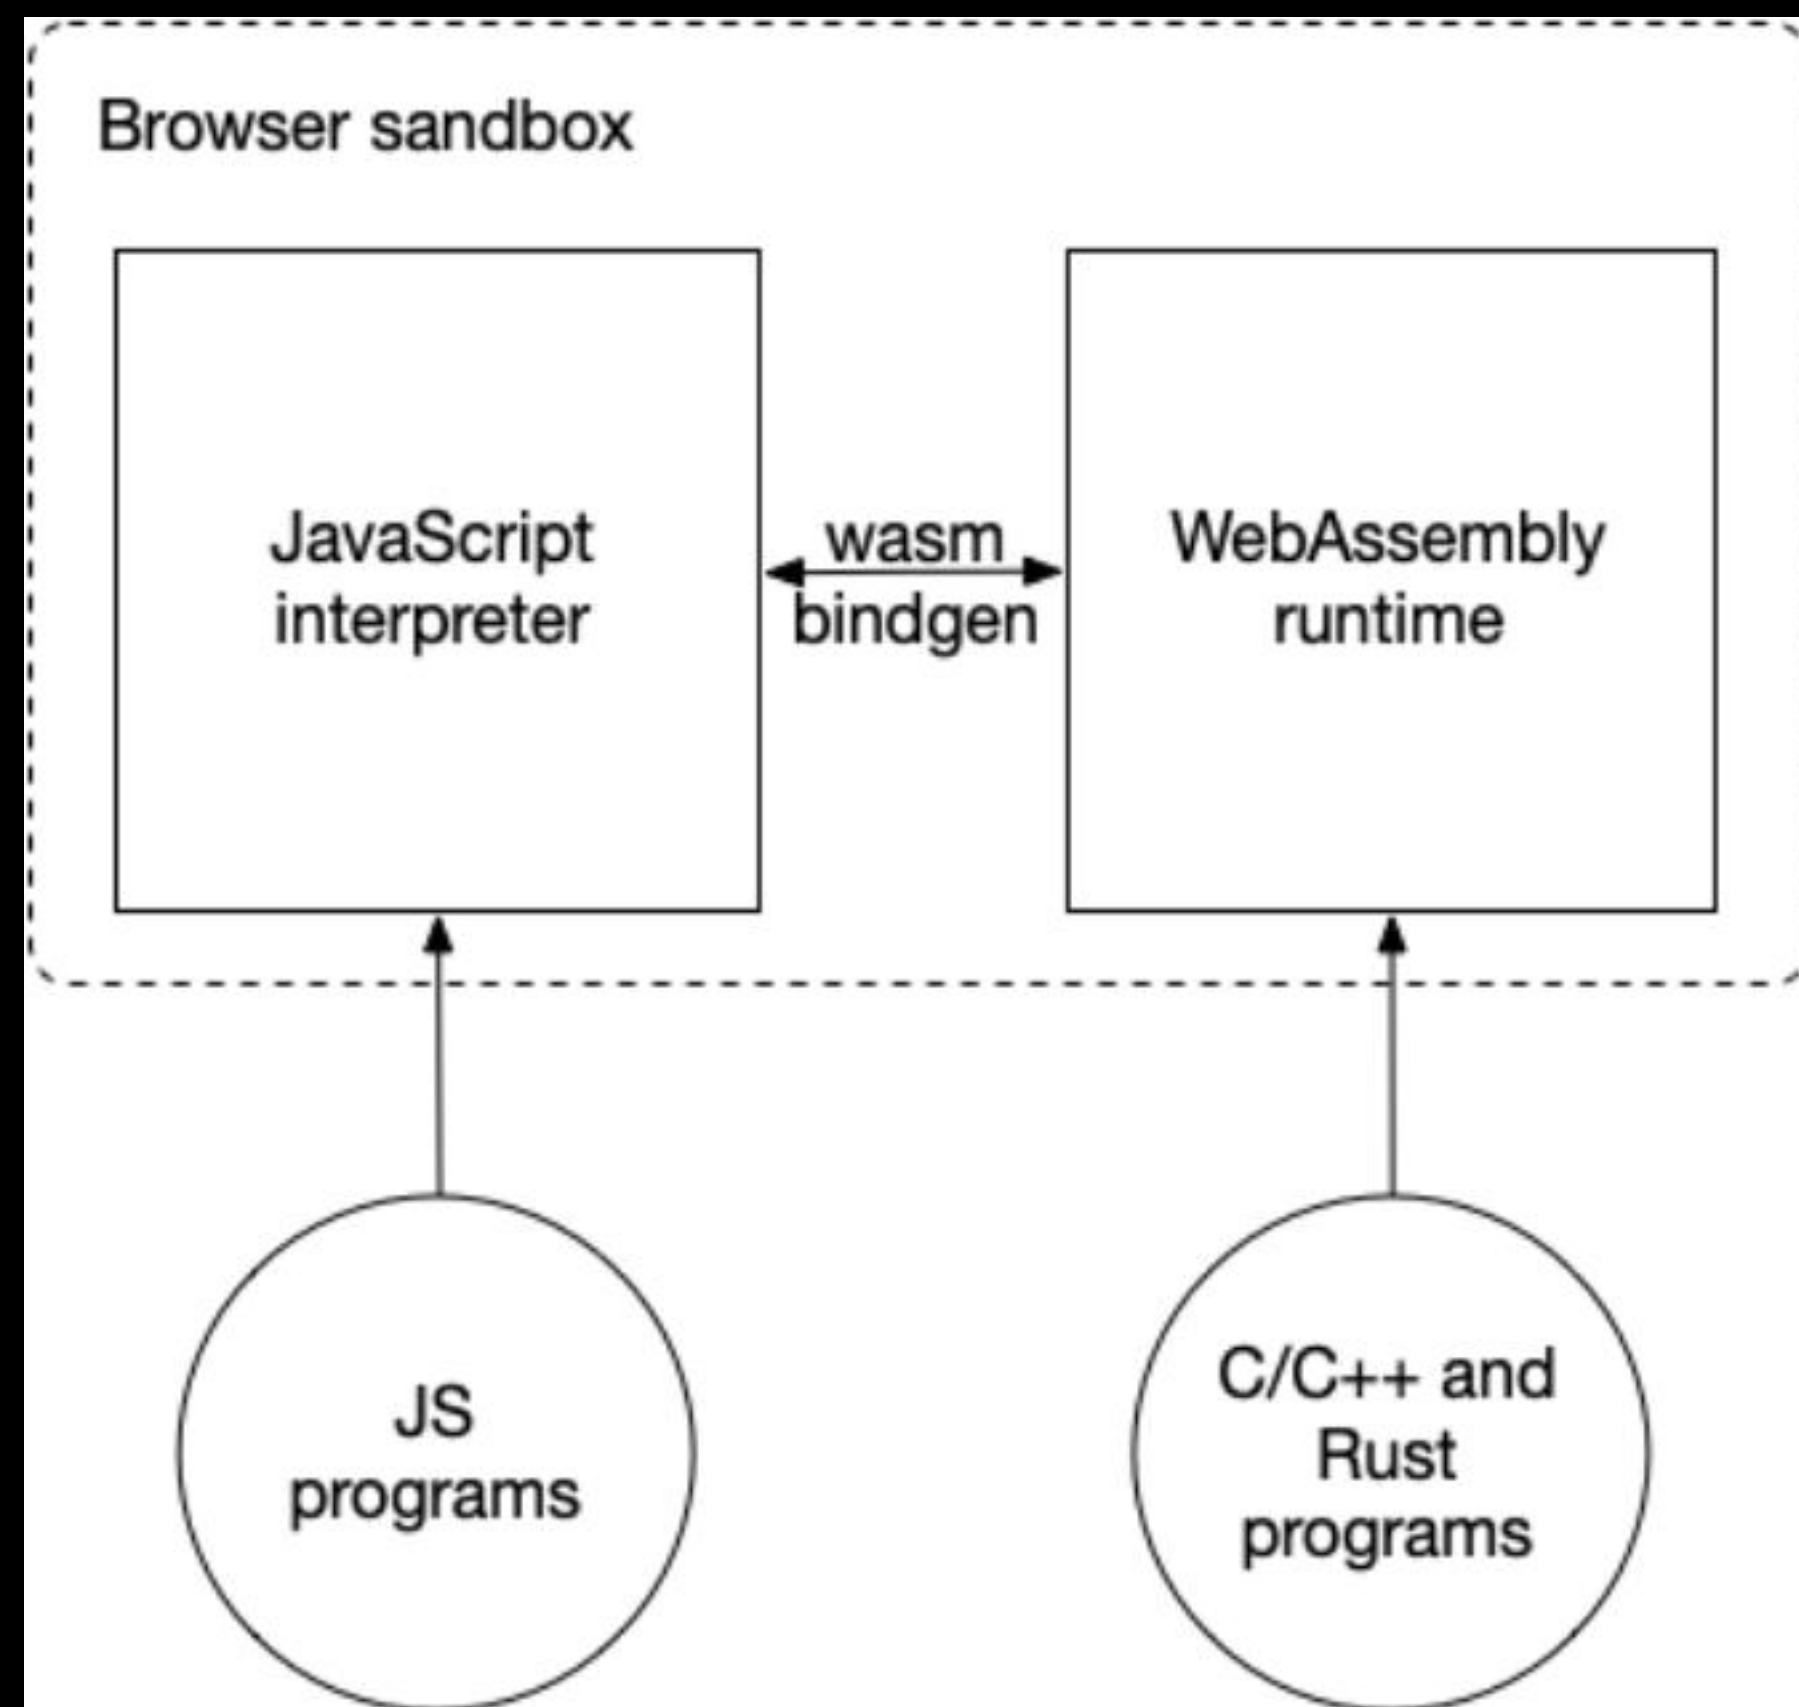 Browser sandbox
JavaScript
interpreter
wasm
bindgen
WebAssembly
runtime
JS
programs
C/C++ and
Rust
programs